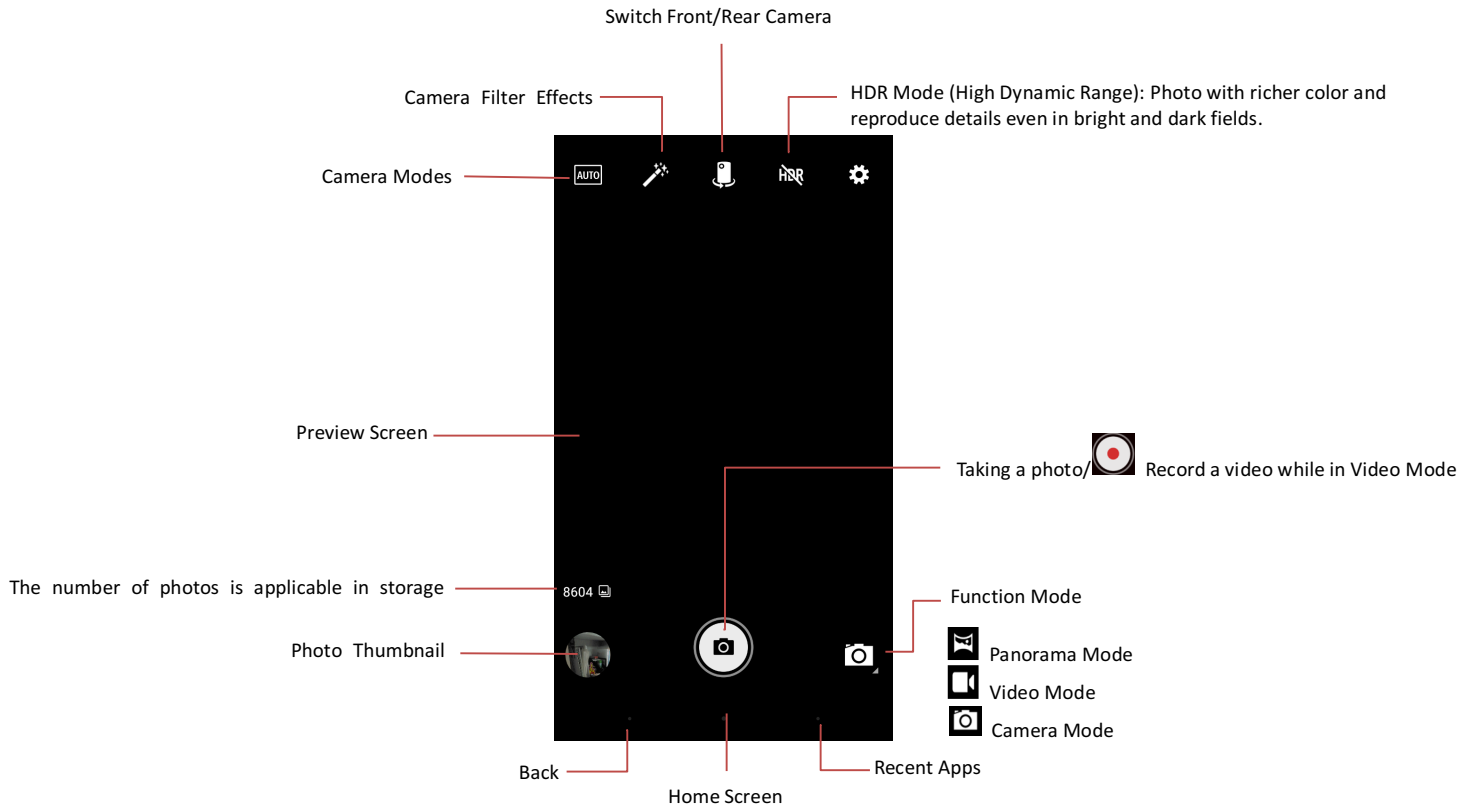 Switch Front/Rear Camera
Camera Filter Effects
HDR Mode (High Dynamic Range): Photo with richer color and
reproduce details even in bright and dark fields.
Camera Modes
AUTO
HDR
Preview Screen
Taking a photo/ Record a video while in Video Mode
The number of photos is applicable in storage
8604
Function Mode
Photo Thumbnail
Panorama Mode
Video Mode
Camera Mode
Back
Recent Apps
Home Screen